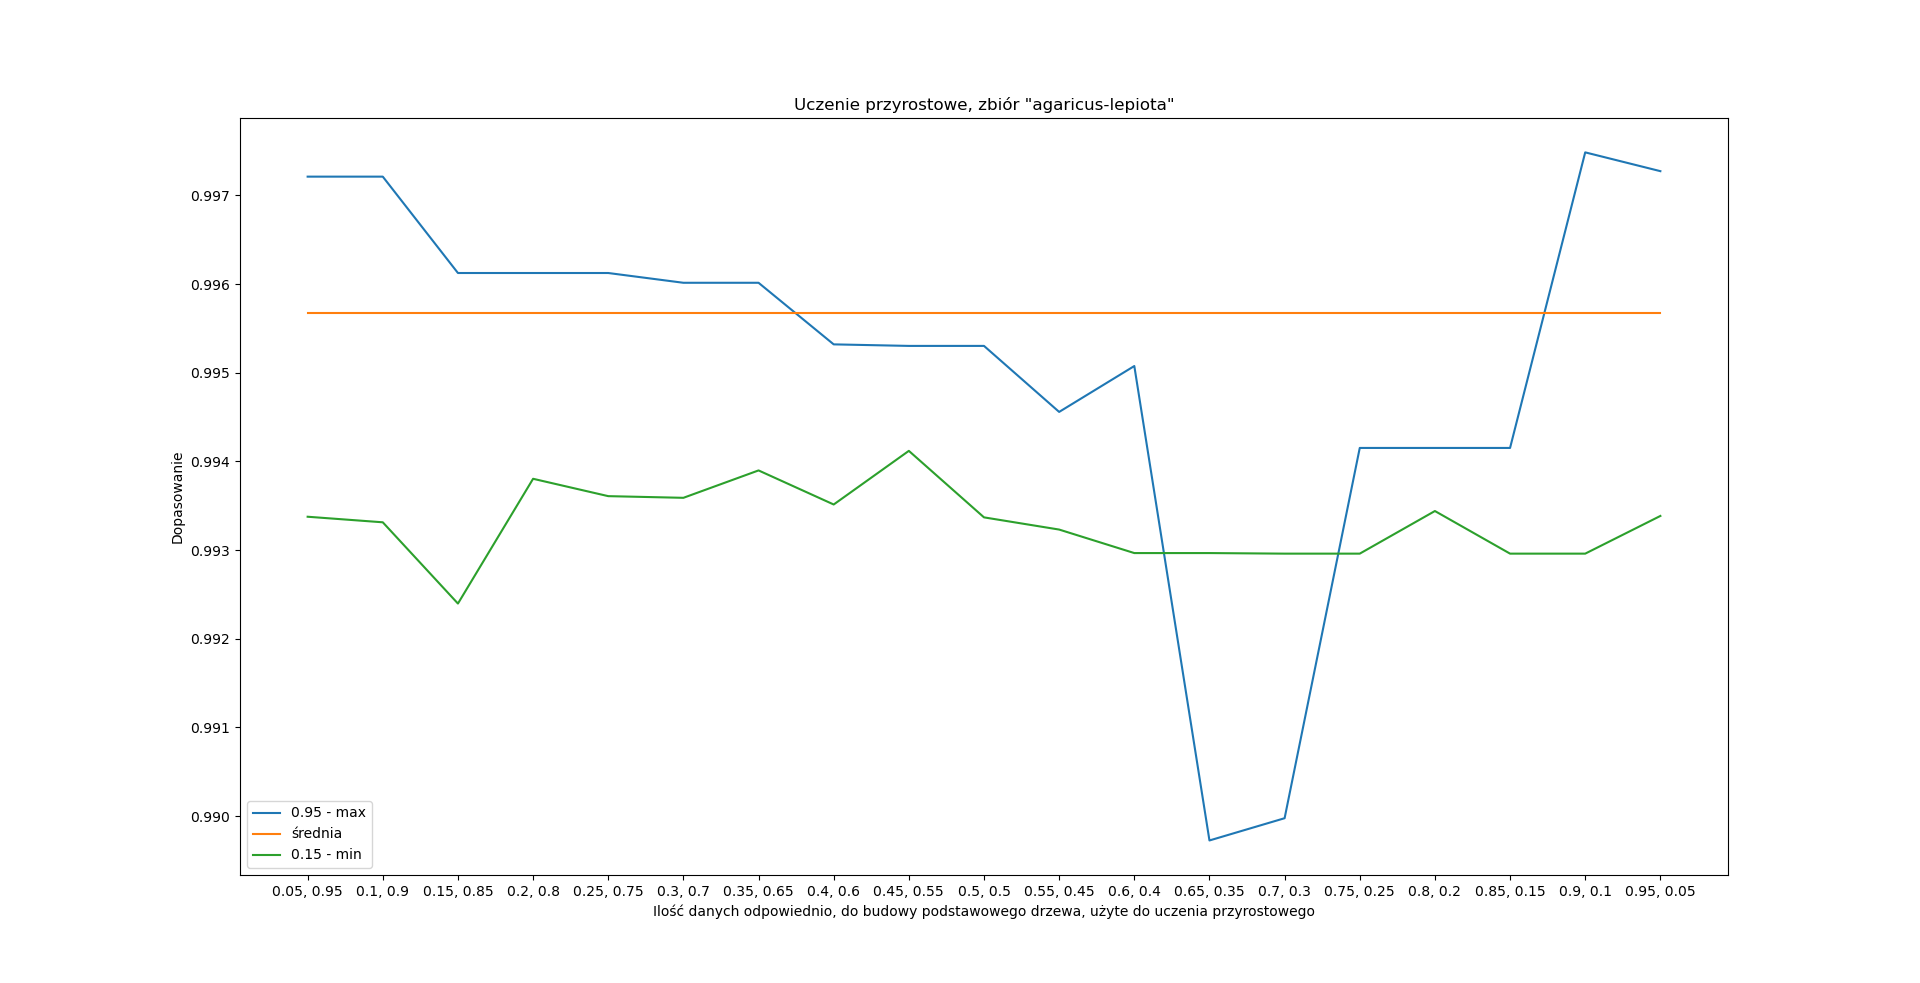 Uczenie przyrostowe, zbiór "agaricus-lepiota"
Dopasowanie
0.997
0.996
0.995
0.994
0.993
0.992
0.991
0.990
0.95 - max
średnia
0.15 - min
0.05, 0.95 0.1, 0.9 0.15, 0.85 0.2, 0.8 0.25, 0.75 0.3, 0.7 0.35, 0.65 0.4, 0.6 0.45, 0.55 0.5, 0.5 0.55, 0.45 0.6, 0.4 0.65, 0.35 0.7, 0.3 0.75, 0.25 0.8, 0.2 0.85, 0.15 0.9, 0.1 0.95, 0.05
Ilość danych odpowiednio, do budowy podstawowego drzewa, użyte do uczenia przyrostowego